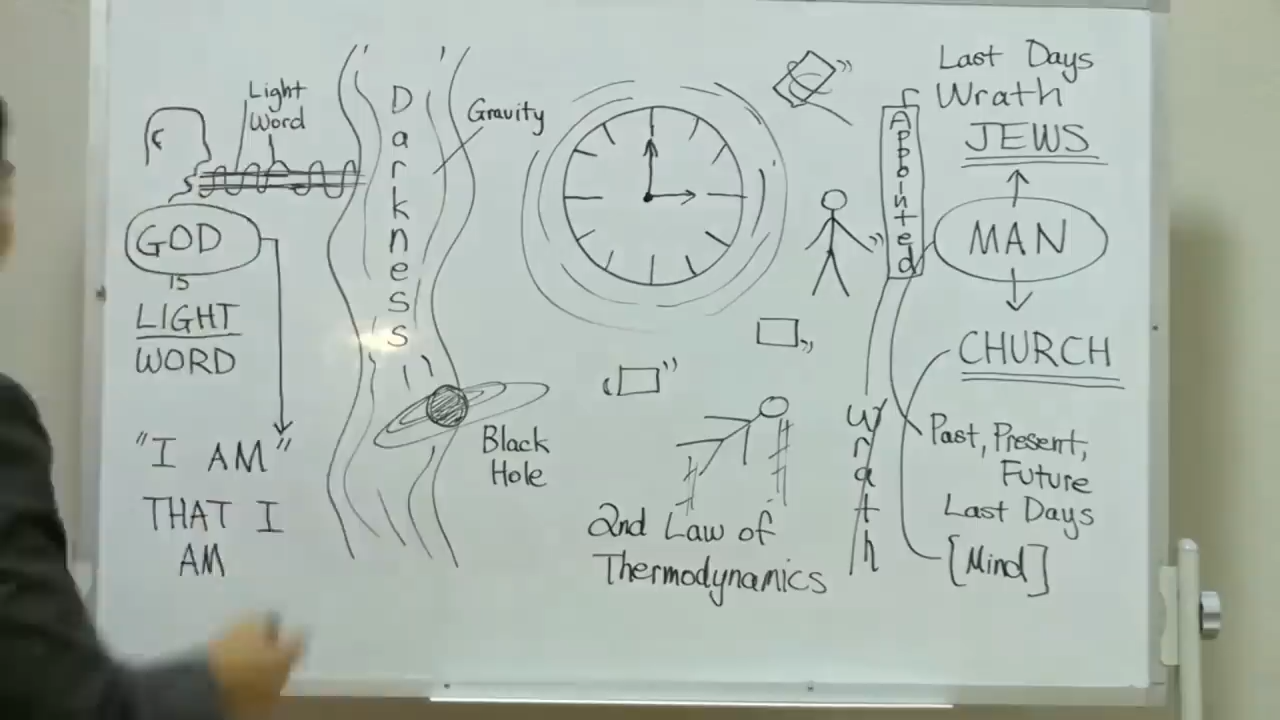 Light
Word
GOD
is
LIGHT
WORD
"I AM"
THAT I
AM
Darkness
Gravity
Black
Hole
2nd Law of
Thermodynamics
Appointed
Wrath
Last Days
Wrath
JEWS
MAN
CHURCH
Past, Present,
Future
Last Days
[Mind]